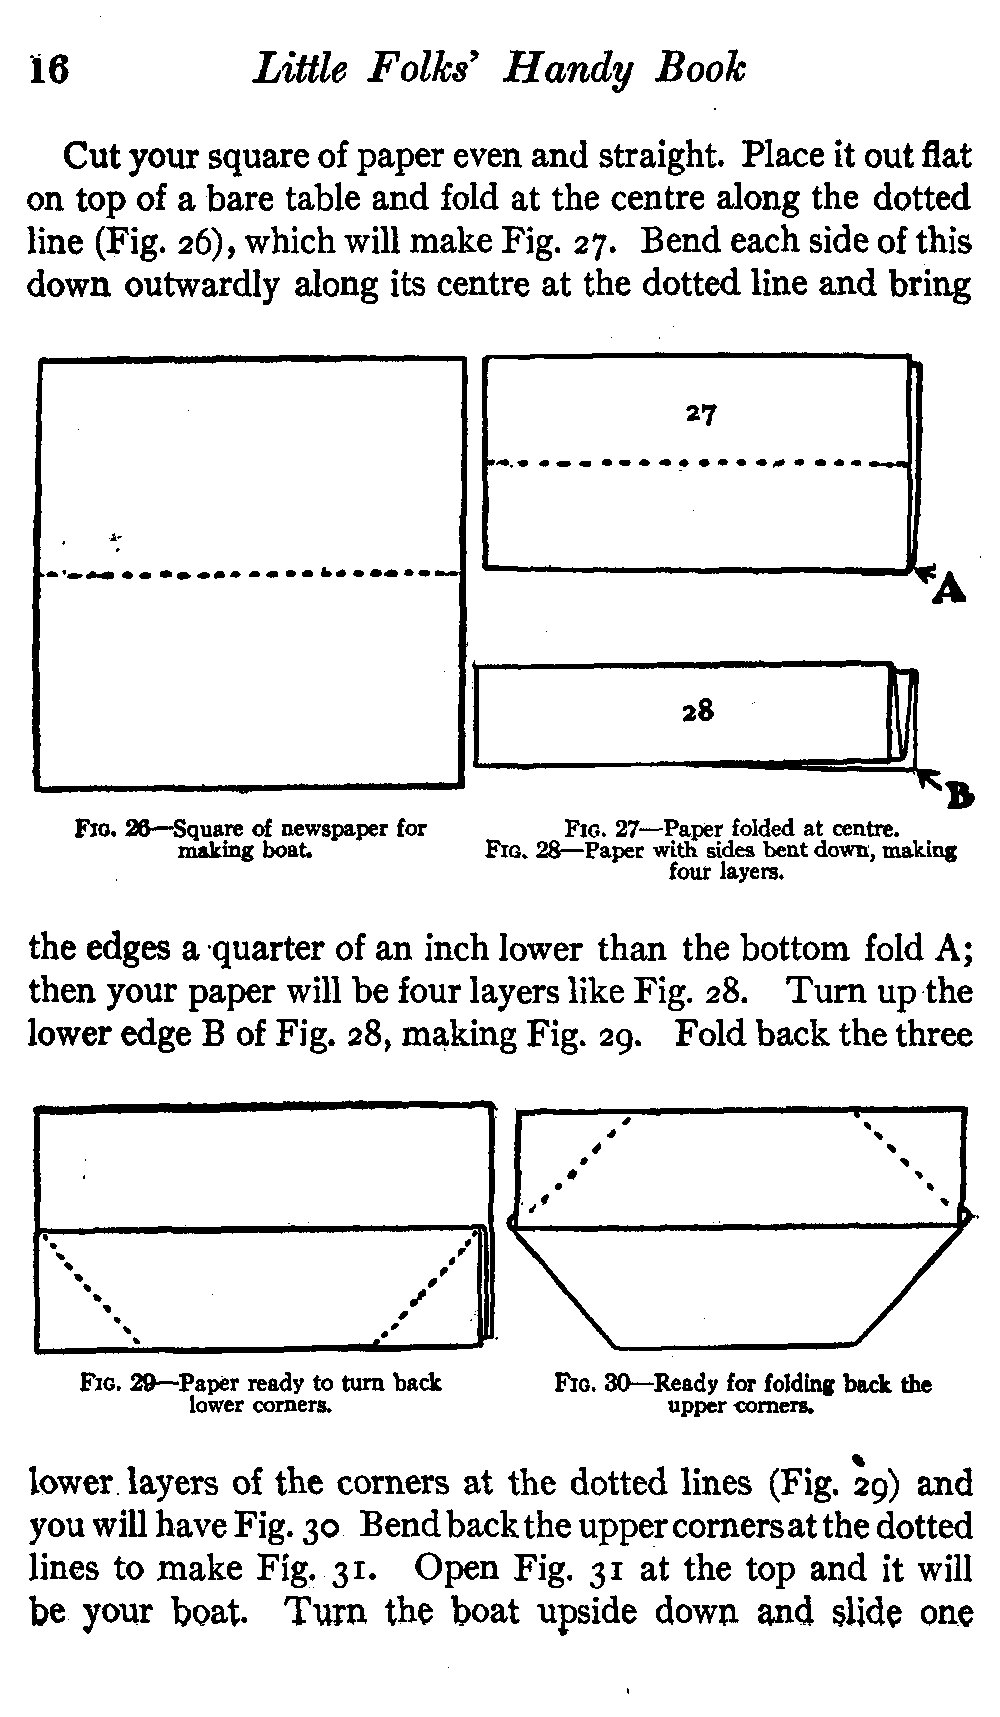 16 Little Folks' Handy Book
Cut your square of paper even and straight. Place it out flat
on top of a bare table and fold at the centre along the dotted
line (Fig. 26), which will make Fig. 27. Bend each side of this
down outwardly along its centre at the dotted line and bring
27
A
28
B
FIG. 26—Square of newspaper for
making boat.
FIG. 27—Paper folded at centre.
FIG. 28—Paper with sides bent down, making
four layers.
the edges a quarter of an inch lower than the bottom fold A;
then your paper will be four layers like Fig. 28. Turn up the
lower edge B of Fig. 28, making Fig. 29. Fold back the three
FIG. 29—Paper ready to turn back
lower corners.
FIG. 30—Ready for folding back the
upper corners.
lower layers of the corners at the dotted lines (Fig. 29) and
you will have Fig. 30 Bend back the upper corners at the dotted
lines to make Fig. 31. Open Fig. 31 at the top and it will
be your boat. Turn the boat upside down and slide one